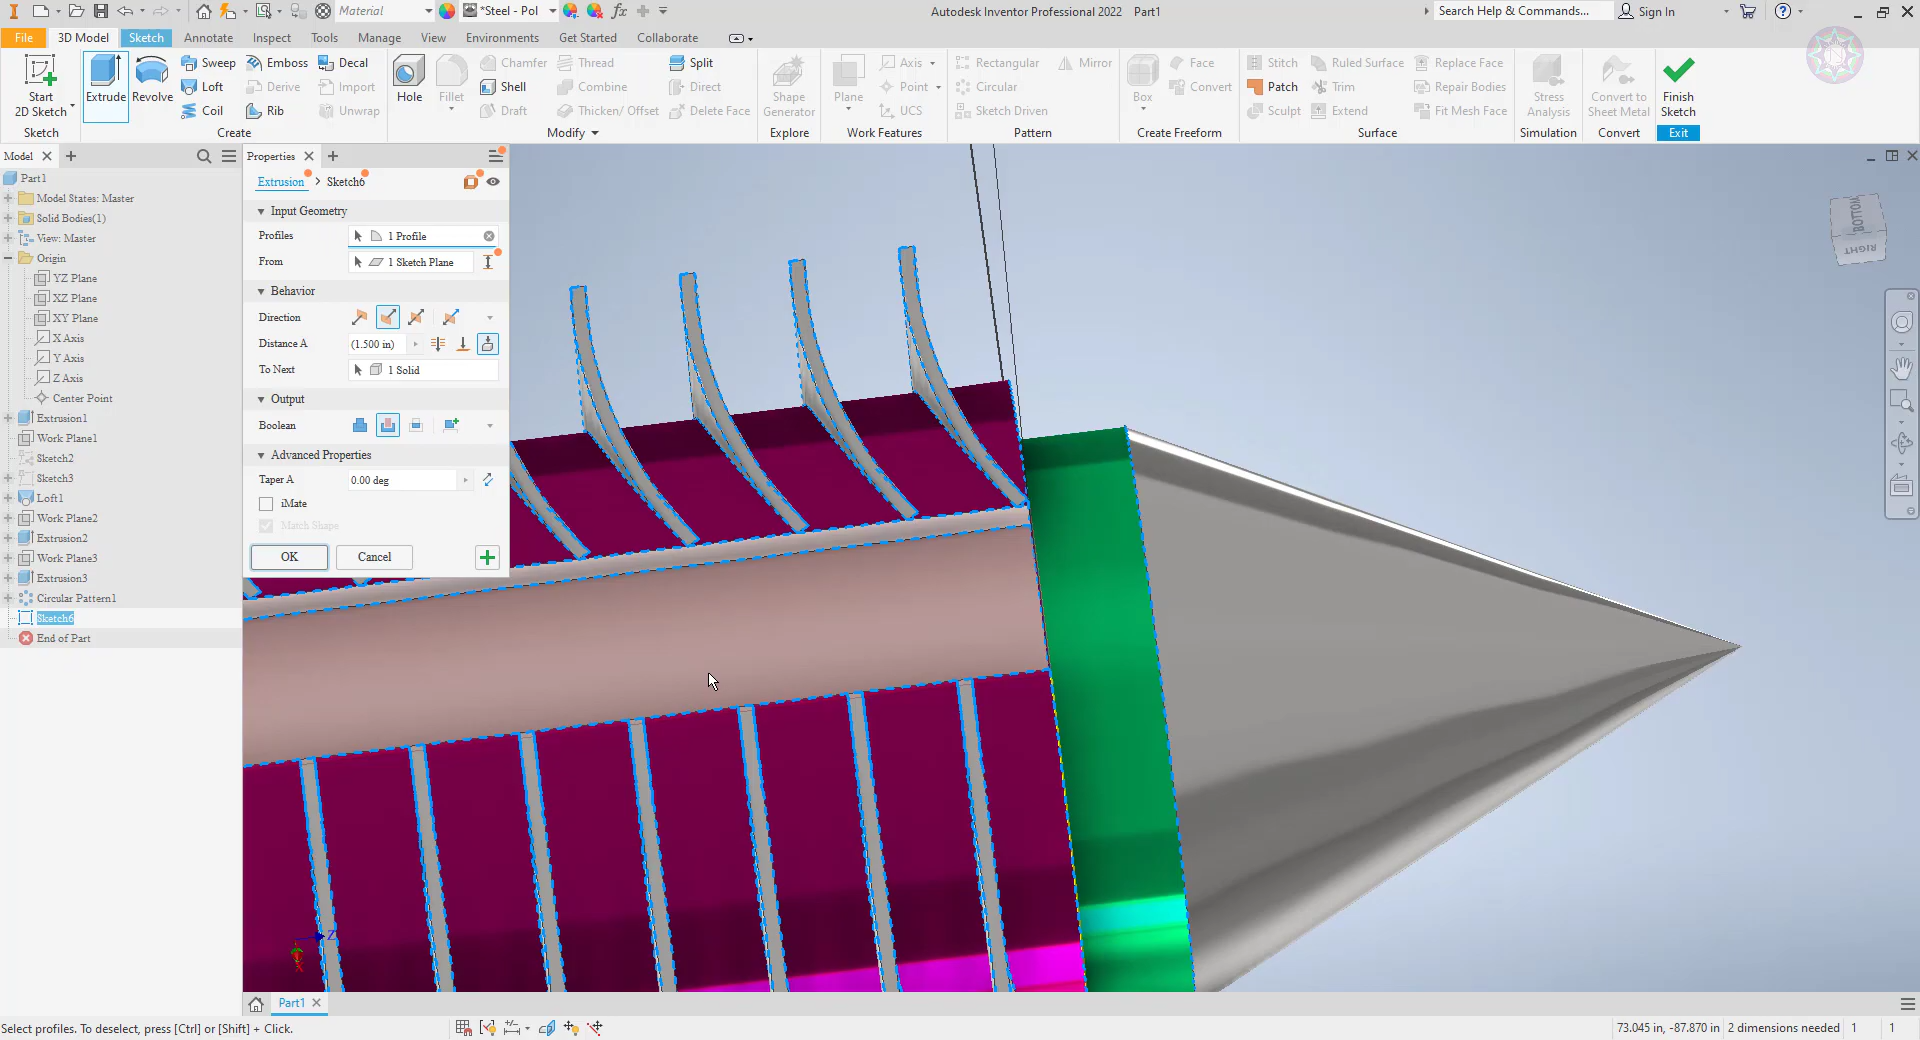 Material
*Steel - Pol
fx
Autodesk Inventor Professional 2022 Part1
Search Help & Commands...
Sign In
File
3D Model
Sketch
Annotate
Inspect
Tools
Manage
View
Environments
Get Started
Collaborate
Start
2D Sketch
Extrude
Revolve
Sweep
Loft
Coil
Emboss
Derive
Rib
Decal
Import
Unwrap
Hole
Fillet
Chamfer
Shell
Draft
Thread
Combine
Thicken/ Offset
Split
Direct
Delete Face
Shape
Generator
Plane
Axis
Point
UCS
Rectangular
Circular
Sketch Driven
Mirror
Box
Face
Convert
Stitch
Patch
Sculpt
Ruled Surface
Trim
Extend
Replace Face
Repair Bodies
Fit Mesh Face
Stress
Analysis
Convert to
Sheet Metal
Finish
Sketch
Sketch
Create
Modify
Explore
Work Features
Pattern
Create Freeform
Surface
Simulation
Convert
Exit
Model
Part1
Model States: Master
Solid Bodies(1)
View: Master
Origin
YZ Plane
XZ Plane
XY Plane
X Axis
Y Axis
Z Axis
Center Point
Extrusion1
Work Plane1
Sketch2
Sketch3
Loft1
Work Plane2
Extrusion2
Work Plane3
Extrusion3
Circular Pattern1
Sketch6
End of Part
Properties
Extrusion > Sketch6
Input Geometry
Profiles 1 Profile
From 1 Sketch Plane
Behavior
Direction
Distance A (1.500 in)
To Next 1 Solid
Output
Boolean
Advanced Properties
Taper A 0.00 deg
iMate
Match Shape
OK
Cancel
BOTTOM
RIGHT
Z
Part1
Select profiles. To deselect, press [Ctrl] or [Shift] + Click.
73.045 in, -87.870 in 2 dimensions needed 1 1